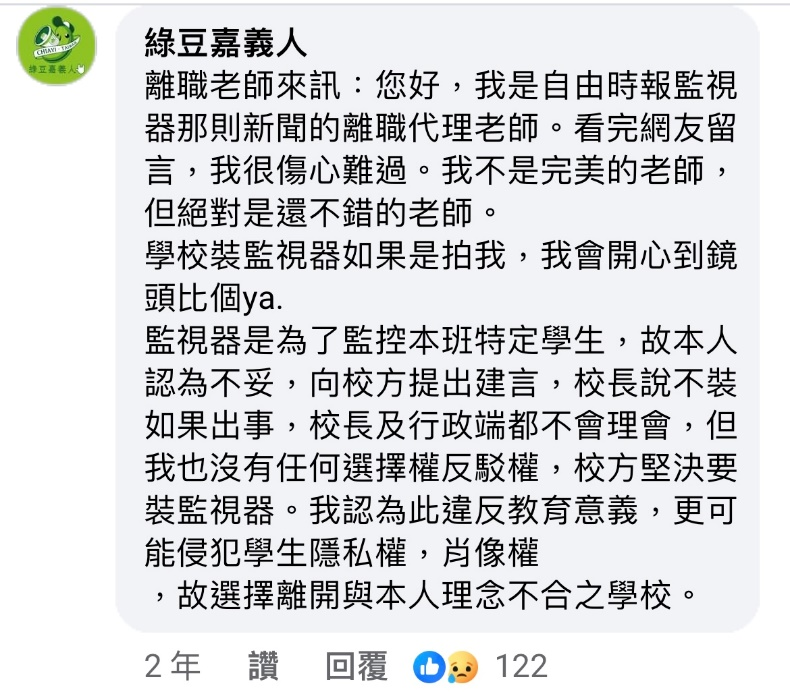 綠豆嘉義人
離職老師來訊：您好，我是自由時報監視
器那則新聞的離職代理老師。看完網友留
言，我很傷心難過。我不是完美的老師，
但絕對是還不錯的老師。
學校裝監視器如果是拍我，我會開心到鏡
頭比個ya.
監視器是為了監控本班特定學生，故本人
認為不妥，向校方提出建言，校長說不裝
如果出事，校長及行政端都不會理會，但
我也沒有任何選擇權反駁權，校方堅決要
裝監視器。我認為此違反教育意義，更可
能侵犯學生隱私權，肖像權
，故選擇離開與本人理念不合之學校。
2 年 讚 回覆 122
CHIAYI - TAIWAN
綠豆嘉義人